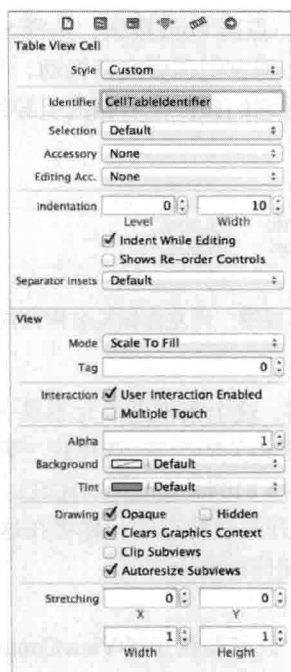 Table View Cell
Style Custom
Identifier CellTableIdentifier
Selection Default
Accessory None
Editing Acc. None
Indentation 0 10
Level Width
Indent While Editing
Shows Re-order Controls
Separator Insets Default
View
Mode Scale To Fill
Tag 0
Interaction User Interaction Enabled
Multiple Touch
Alpha 1
Background Default
Tint Default
Drawing Opaque Hidden
Clears Graphics Context
Clip Subviews
Autoresize Subviews
Stretching 0 0
X Y
1 1
Width Height